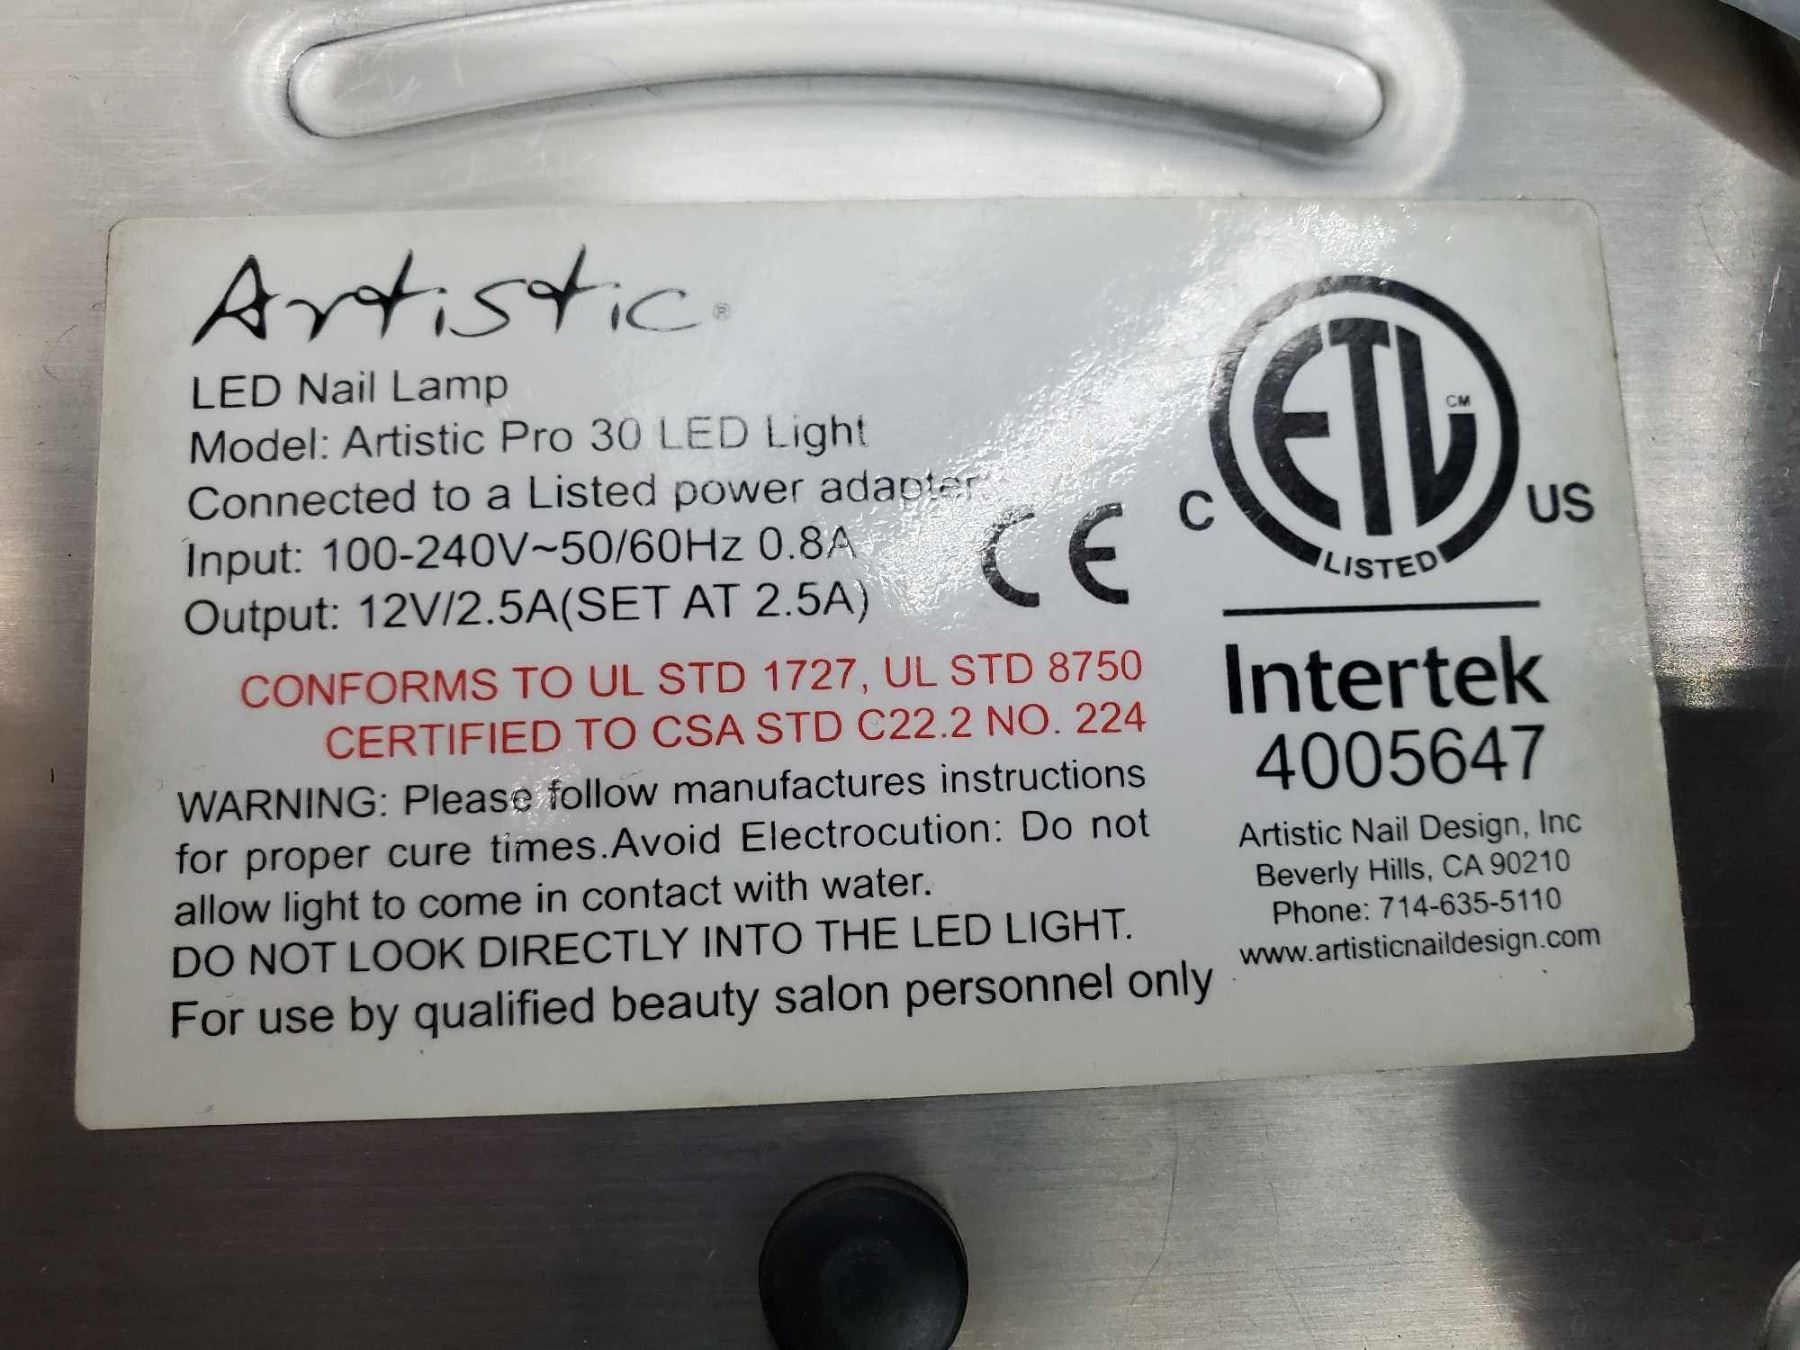 Artistic®
LED Nail Lamp
Model: Artistic Pro 30 LED Light
Connected to a Listed power adapter
Input: 100-240V~50/60Hz 0.8A
Output: 12V/2.5A(SET AT 2.5A)
CE
CONFORMS TO UL STD 1727, UL STD 8750
CERTIFIED TO CSA STD C22.2 NO. 224
WARNING: Please follow manufactures instructions
for proper cure times.Avoid Electrocution: Do not
allow light to come in contact with water.
DO NOT LOOK DIRECTLY INTO THE LED LIGHT.
For use by qualified beauty salon personnel only
ETL CM
C US
LISTED
Intertek
4005647
Artistic Nail Design, Inc
Beverly Hills, CA 90210
Phone: 714-635-5110
www.artisticnaildesign.com